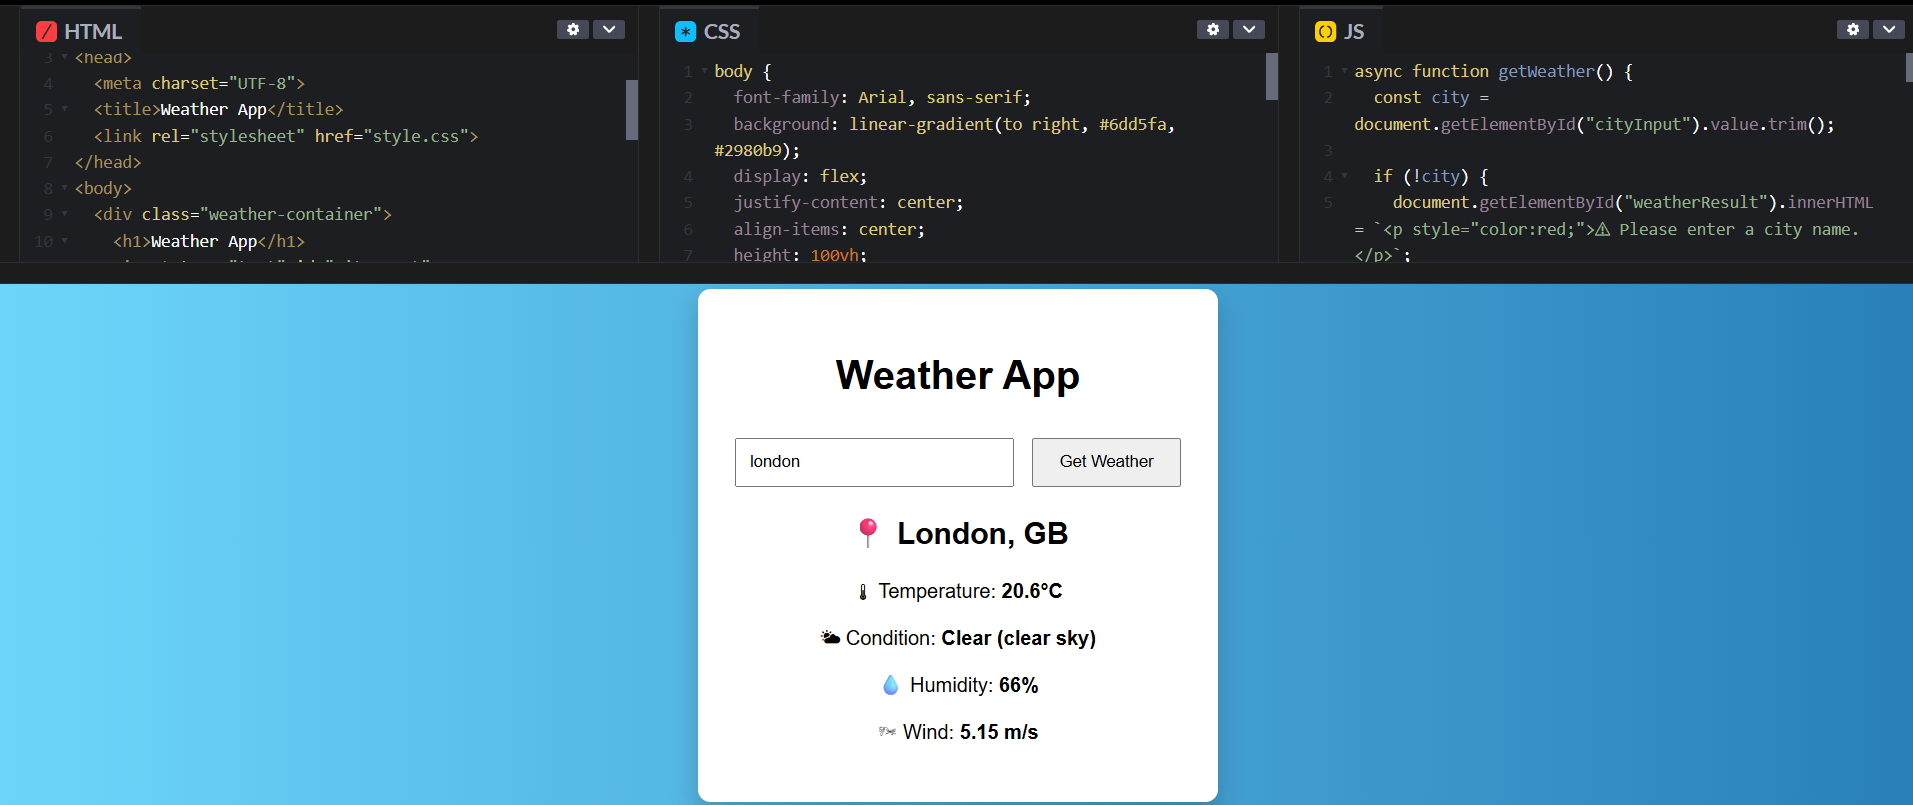 HTML
3 <head>
4 <meta charset="UTF-8">
5 <title>Weather App</title>
6 <link rel="stylesheet" href="style.css">
7 </head>
8 <body>
9 <div class="weather-container">
10 <h1>Weather App</h1>
CSS
1 body {
2 font-family: Arial, sans-serif;
3 background: linear-gradient(to right, #6dd5fa,
#2980b9);
4 display: flex;
5 justify-content: center;
6 align-items: center;
7 height: 100vh;
JS
1 async function getWeather() {
2 const city =
document.getElementById("cityInput").value.trim();
3
4 if (!city) {
5 document.getElementById("weatherResult").innerHTML
= `<p style="color:red;">⚠ Please enter a city name.
</p>`;
Weather App
london
Get Weather
📍 London, GB
🌡 Temperature: 20.6°C
🌥 Condition: Clear (clear sky)
💧 Humidity: 66%
🌬 Wind: 5.15 m/s